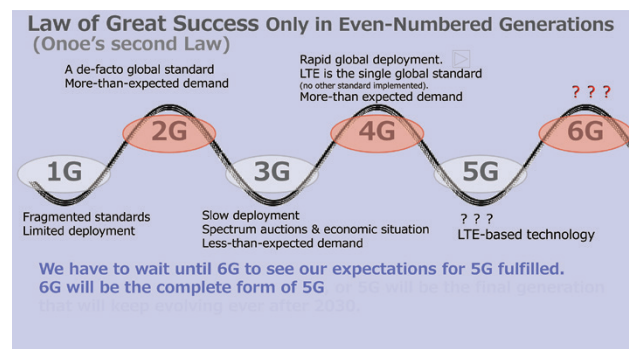 Law of Great Success Only in Even-Numbered Generations
(Onoe's second Law)
A de-facto global standard
More-than-expected demand
Rapid global deployment.
LTE is the single global standard
(no other standard implemented).
More-than expected demand
? ? ?
1G
2G
3G
4G
5G
6G
Fragmented standards
Limited deployment
Slow deployment
Spectrum auctions & economic situation
Less-than-expected demand
? ? ?
LTE-based technology
We have to wait until 6G to see our expectations for 5G fulfilled.
6G will be the complete form of 5G or 5G will be the final generation
that will keep evolving ever after 2030.